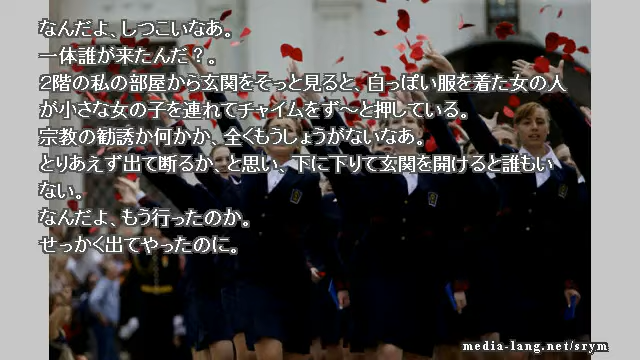 なんだよ、しつこいなあ。
一体誰が来たんだ？。
２階の私の部屋から玄関をそっと見ると、白っぽい服を着た女の人
が小さな女の子を連れてチャイムをず～と押している。
宗教の勧誘か何かか、全くもうしょうがないなあ。
とりあえず出て断るか、と思い、下に下りて玄関を開けると誰もい
ない。
なんだよ、もう行ったのか。
せっかく出てやったのに。
media-lang.net/srym